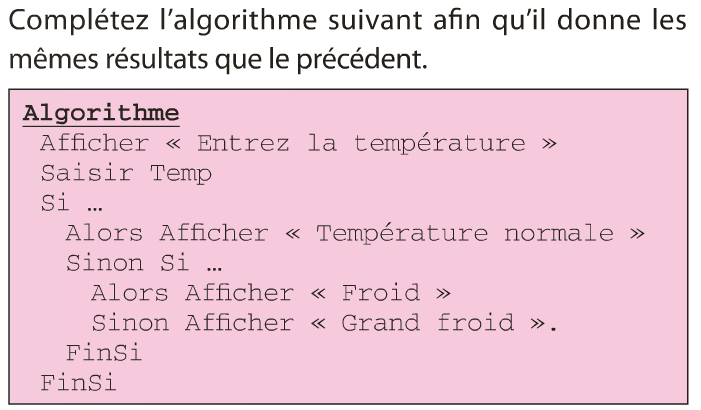 Complétez l’algorithme suivant afin qu’il donne les
mêmes résultats que le précédent.
Algorithme
Afficher « Entrez la température »
Saisir Temp
Si …
Alors Afficher « Température normale »
Sinon Si …
Alors Afficher « Froid »
Sinon Afficher « Grand froid ».
FinSi
FinSi